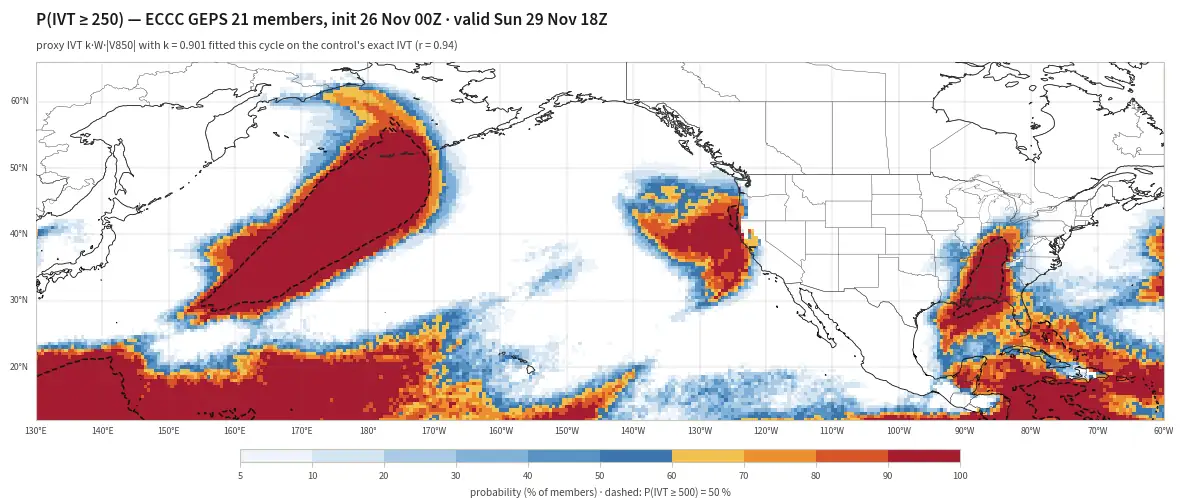 P(IVT ≥ 250) — ECCC GEPS 21 members, init 26 Nov 00Z · valid Sun 29 Nov 18Z
proxy IVT k·W·|V850| with k = 0.901 fitted this cycle on the control's exact IVT (r = 0.94)
60°N
50°N
40°N
30°N
20°N
130°E 140°E 150°E 160°E 170°E 180° 170°W 160°W 150°W 140°W 130°W 120°W 110°W 100°W 90°W 80°W 70°W 60°W
5 10 20 30 40 50 60 70 80 90 100
probability (% of members) · dashed: P(IVT ≥ 500) = 50 %